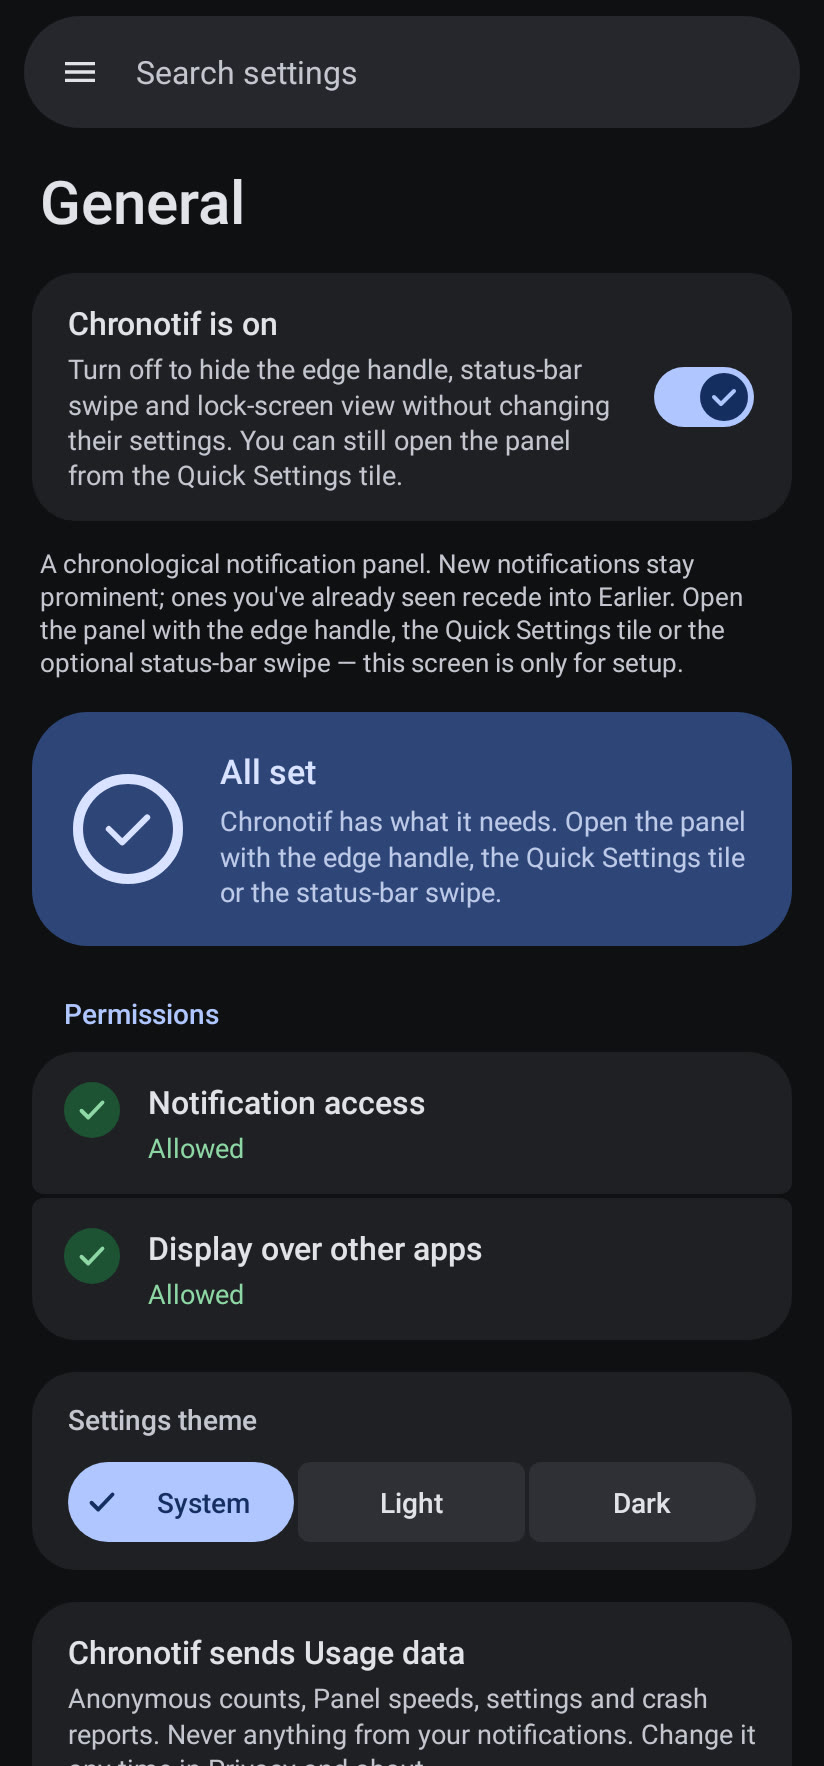 Search settings
General
Chronotif is on
Turn off to hide the edge handle, status-bar
swipe and lock-screen view without changing
their settings. You can still open the panel
from the Quick Settings tile.
A chronological notification panel. New notifications stay
prominent; ones you've already seen recede into Earlier. Open
the panel with the edge handle, the Quick Settings tile or the
optional status-bar swipe — this screen is only for setup.
All set
Chronotif has what it needs. Open the panel
with the edge handle, the Quick Settings tile
or the status-bar swipe.
Permissions
Notification access
Allowed
Display over other apps
Allowed
Settings theme
System
Light
Dark
Chronotif sends Usage data
Anonymous counts, Panel speeds, settings and crash
reports. Never anything from your notifications. Change it
any time in Privacy and about